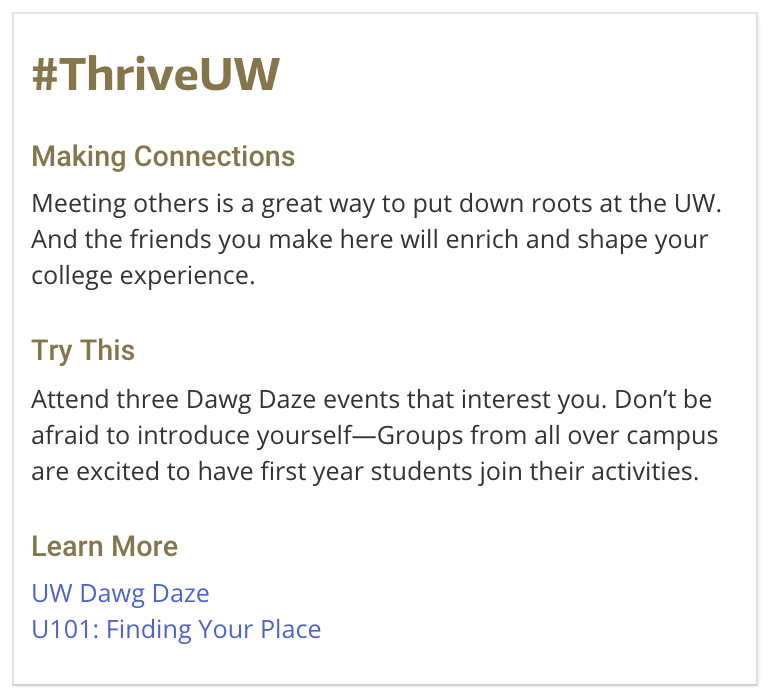 #ThriveUW
Making Connections
Meeting others is a great way to put down roots at the UW.
And the friends you make here will enrich and shape your
college experience.
Try This
Attend three Dawg Daze events that interest you. Don’t be
afraid to introduce yourself—Groups from all over campus
are excited to have first year students join their activities.
Learn More
UW Dawg Daze
U101: Finding Your Place